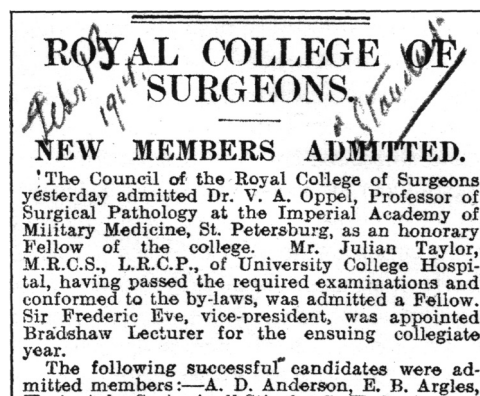 ROYAL COLLEGE OF
SURGEONS.
Feby 13
1914.
"Standard."
NEW MEMBERS ADMITTED.
The Council of the Royal College of Surgeons
yesterday admitted Dr. V. A. Oppel, Professor of
Surgical Pathology at the Imperial Academy of
Military Medicine, St. Petersburg, as an honorary
Fellow of the college. Mr. Julian Taylor,
M.R.C.S., L.R.C.P., of University College Hospi-
tal, having passed the required examinations and
conformed to the by-laws, was admitted a Fellow.
Sir Frederic Eve, vice-president, was appointed
Bradshaw Lecturer for the ensuing collegiate
year.
The following successful candidates were ad-
mitted members:—A. D. Anderson, E. B. Argles,